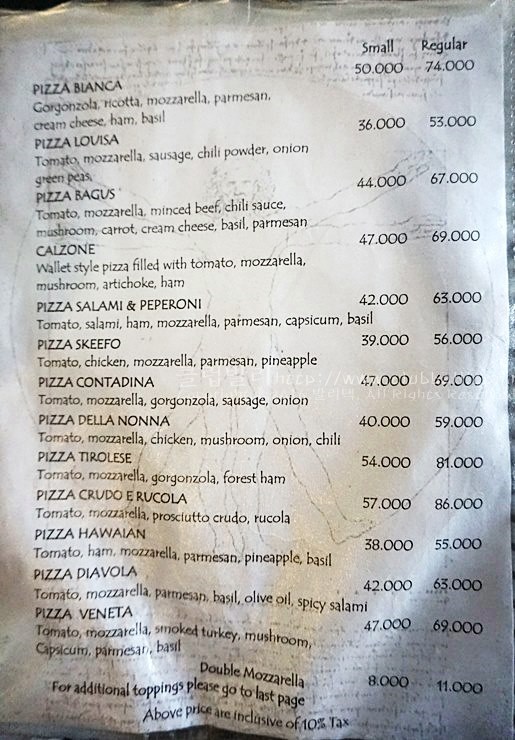 Small Regular
PIZZA BIANCA 50.000 74.000
Gorgonzola, ricotta, mozzarella, parmesan,
cream cheese, ham, basil
PIZZA LOUISA 36.000 53.000
Tomato, mozzarella, sausage, chili powder, onion
green peas,
PIZZA BAGUS 44.000 67.000
Tomato, mozzarella, minced beef, chili sauce,
mushroom, carrot, cream cheese, basil, parmesan
CALZONE 47.000 69.000
Wallet style pizza filled with tomato, mozzarella,
mushroom, artichoke, ham
PIZZA SALAMI & PEPERONI 42.000 63.000
Tomato, salami, ham, mozzarella, parmesan, capsicum, basil
PIZZA SKEEFO 39.000 56.000
Tomato, chicken, mozzarella, parmesan, pineapple
PIZZA CONTADINA 47.000 69.000
Tomato, mozzarella, gorgonzola, sausage, onion
PIZZA DELLA NONNA 40.000 59.000
Tomato, mozzarella, chicken, mushroom, onion, chili
PIZZA TIROLESE 54.000 81.000
Tomato, mozzarella, gorgonzola, forest ham
PIZZA CRUDO E RUCOLA 57.000 86.000
Tomato, mozzarella, prosciutto crudo, rucola
PIZZA HAWAIAN 38.000 55.000
Tomato, ham, mozzarella, parmesan, pineapple, basil
PIZZA DIAVOLA 42.000 63.000
Tomato, mozzarella, parmesan, basil, olive oil, spicy salami
PIZZA VENETA 47.000 69.000
Tomato, mozzarella, smoked turkey, mushroom,
Capsicum, parmesan, basil
Double Mozzarella 8.000 11.000
For additional toppings please go to last page
Above price are inclusive of 10% Tax